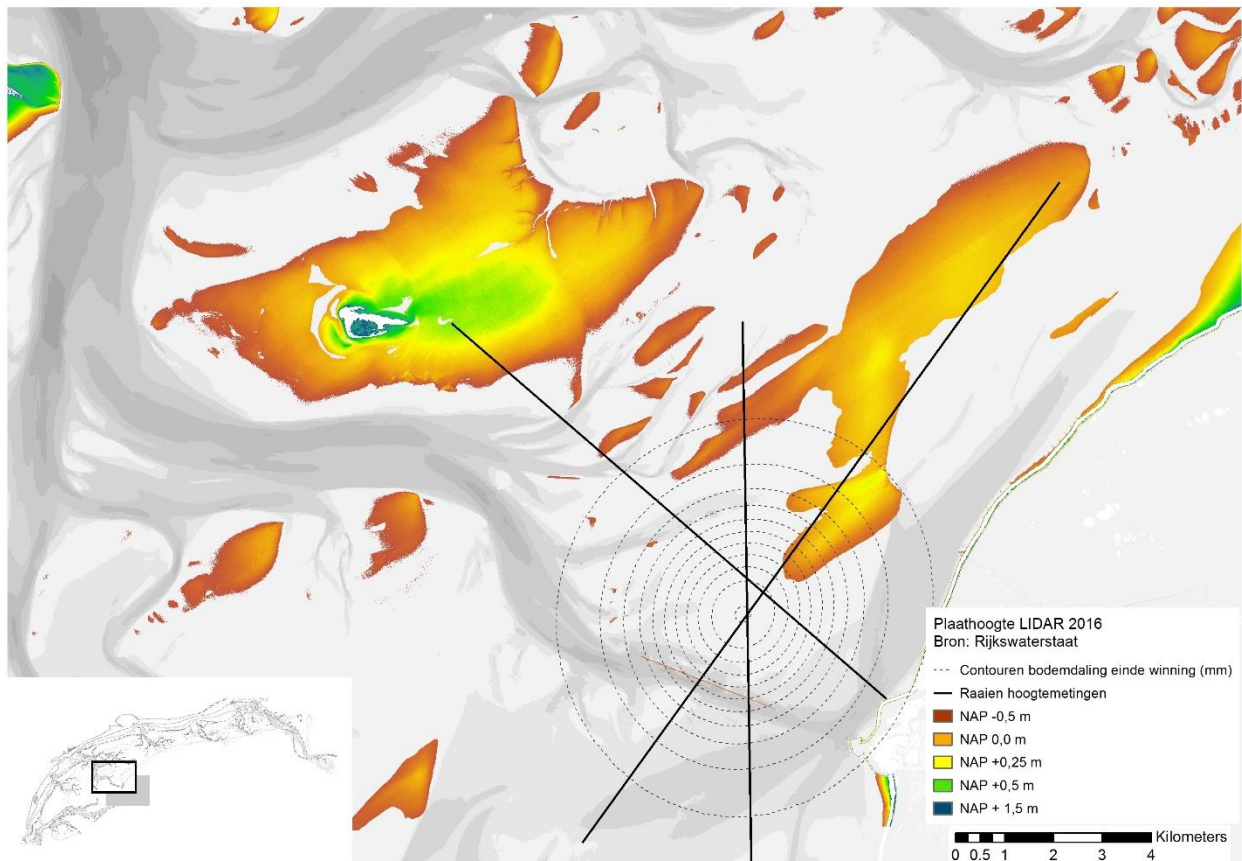 Plaathoogte LIDAR 2016
Bron: Rijkswaterstaat
Contouren bodemdaling einde winning (mm)
Raaien hoogtemetingen
NAP -0,5 m
NAP 0,0 m
NAP +0,25 m
NAP +0,5 m
NAP + 1,5 m
Kilometers
0 0.5 1 2 3 4